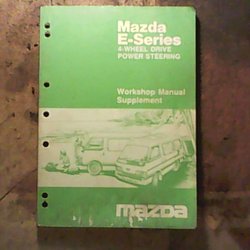 Mazda
E-Series
4-WHEEL DRIVE
POWER STEERING
Workshop Manual
Supplement
mazda